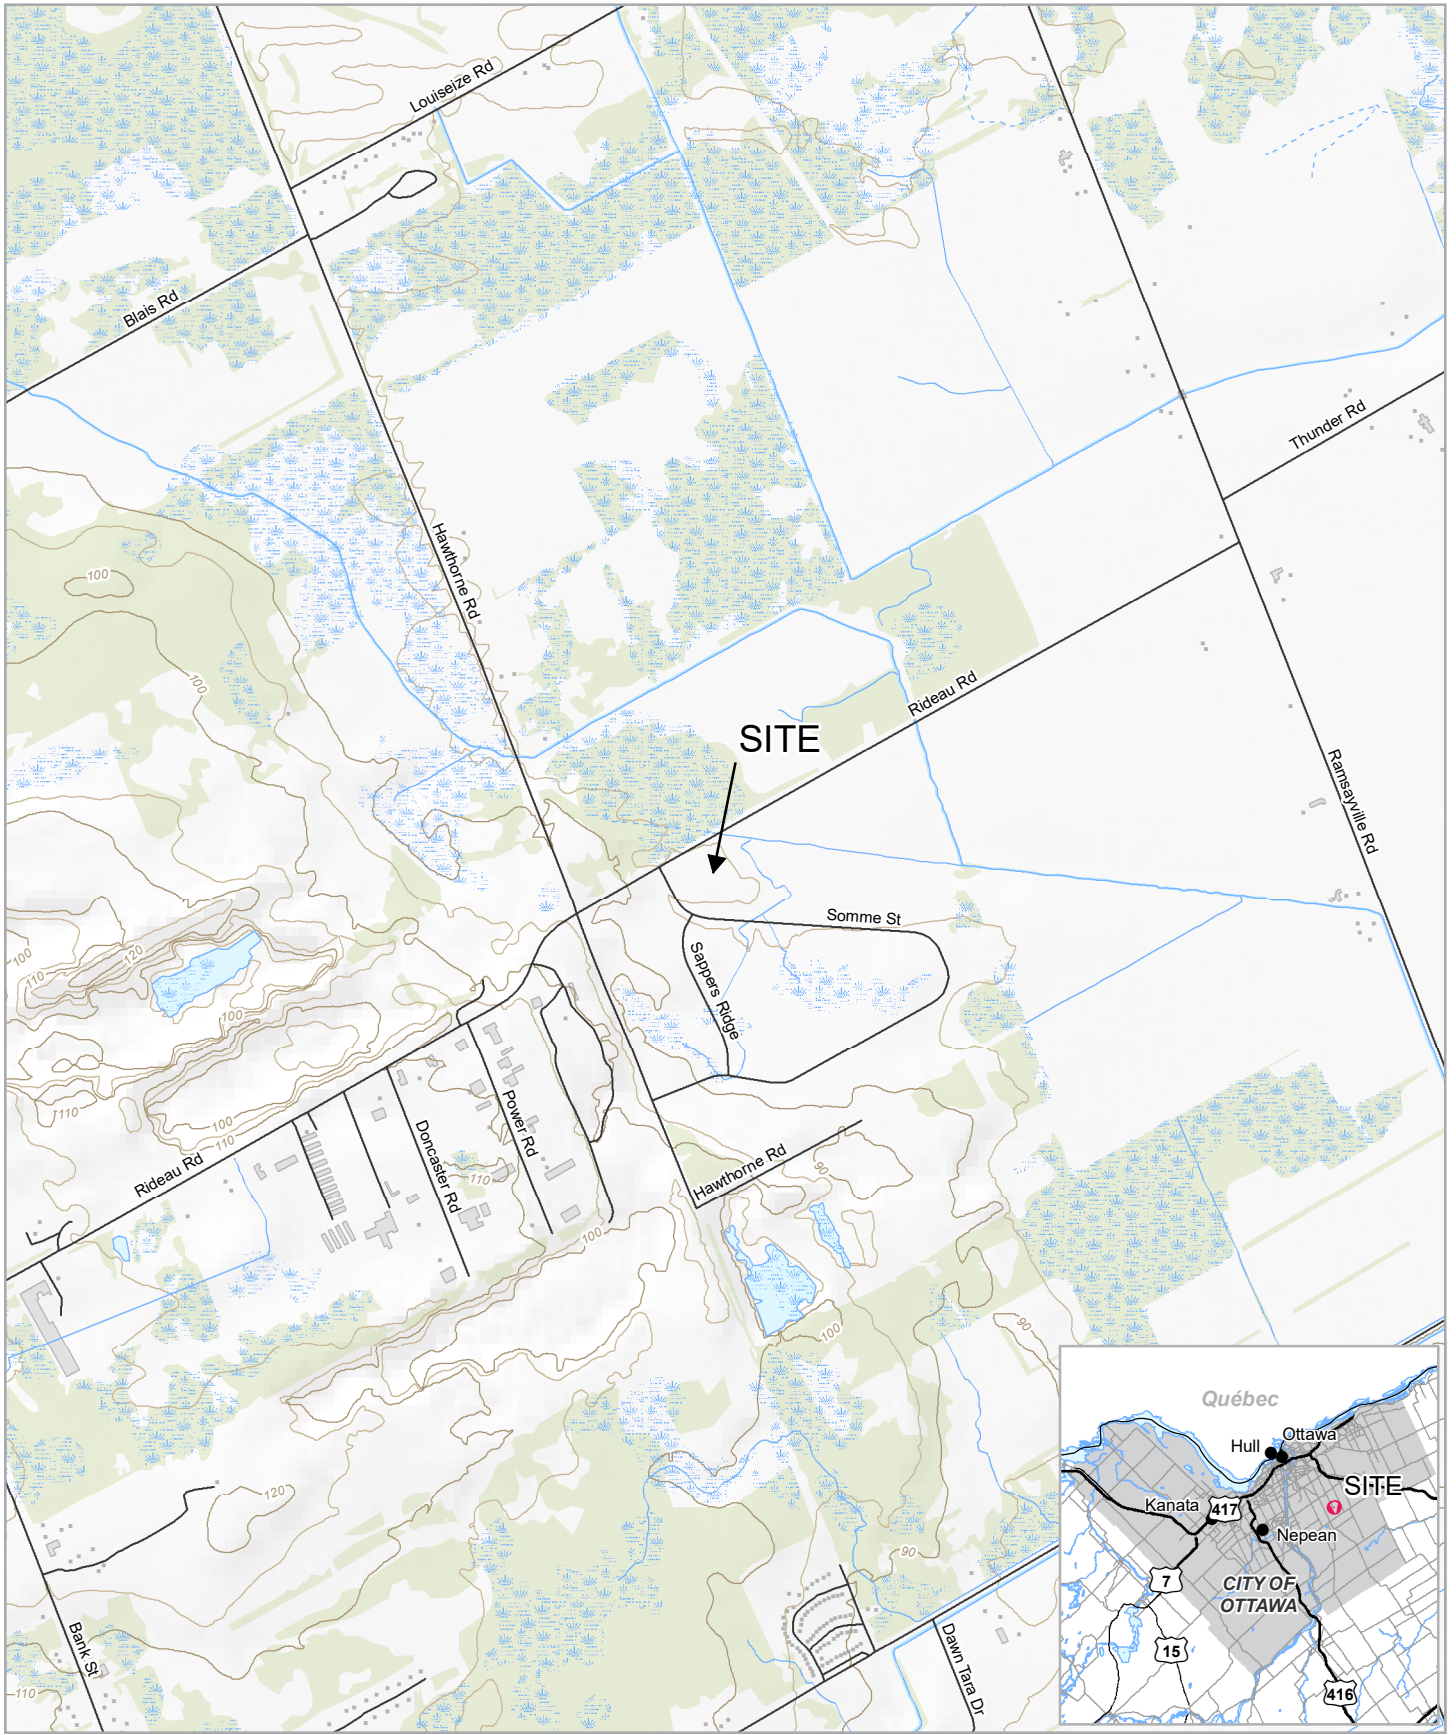 Louiseize Rd
Blais Rd
Thunder Rd
Hawthorne Rd
100
100
Rideau Rd
SITE
Ramsayville Rd
Somme St
Sappers Ridge
100
110
120
100
110
100
110
Power Rd
Doncaster Rd
Rideau Rd
110
Hawthorne Rd
90
100
100
90
120
90
Bank St
110
Dawn Tara Dr
Québec
Ottawa
Hull
SITE
Kanata
417
Nepean
7
CITY OF
OTTAWA
15
416